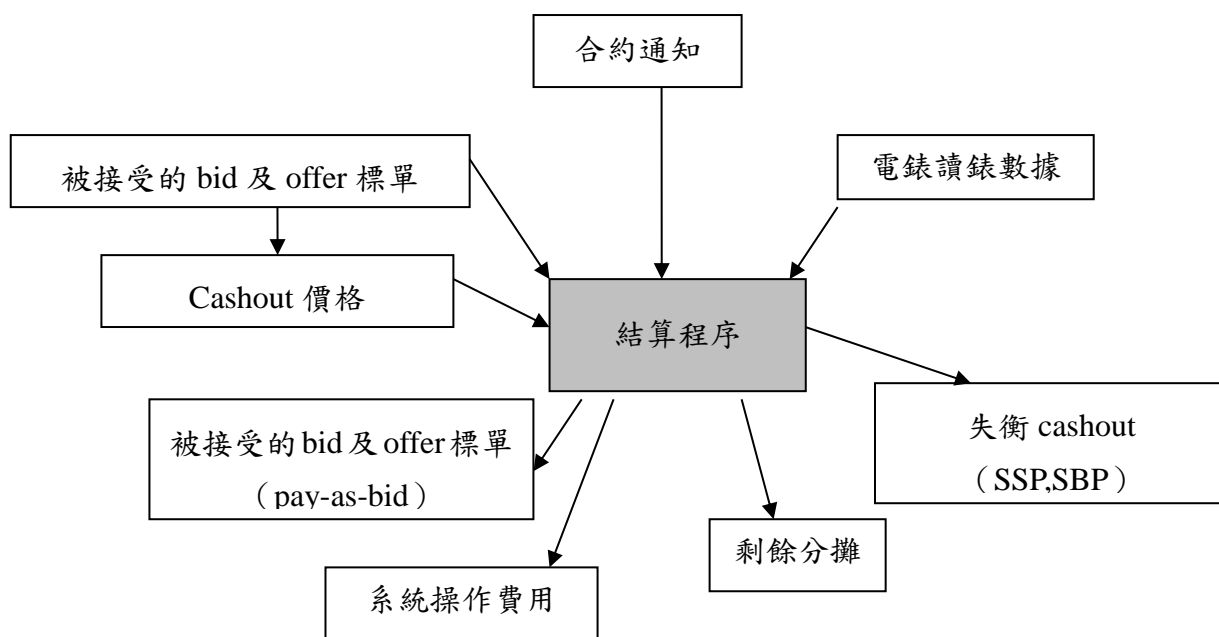 合約通知
被接受的 bid 及 offer 標單
電錶讀錶數據
Cashout 價格
結算程序
被接受的 bid 及 offer 標單
（pay-as-bid）
失衡 cashout
（SSP,SBP）
剩餘分攤
系統操作費用